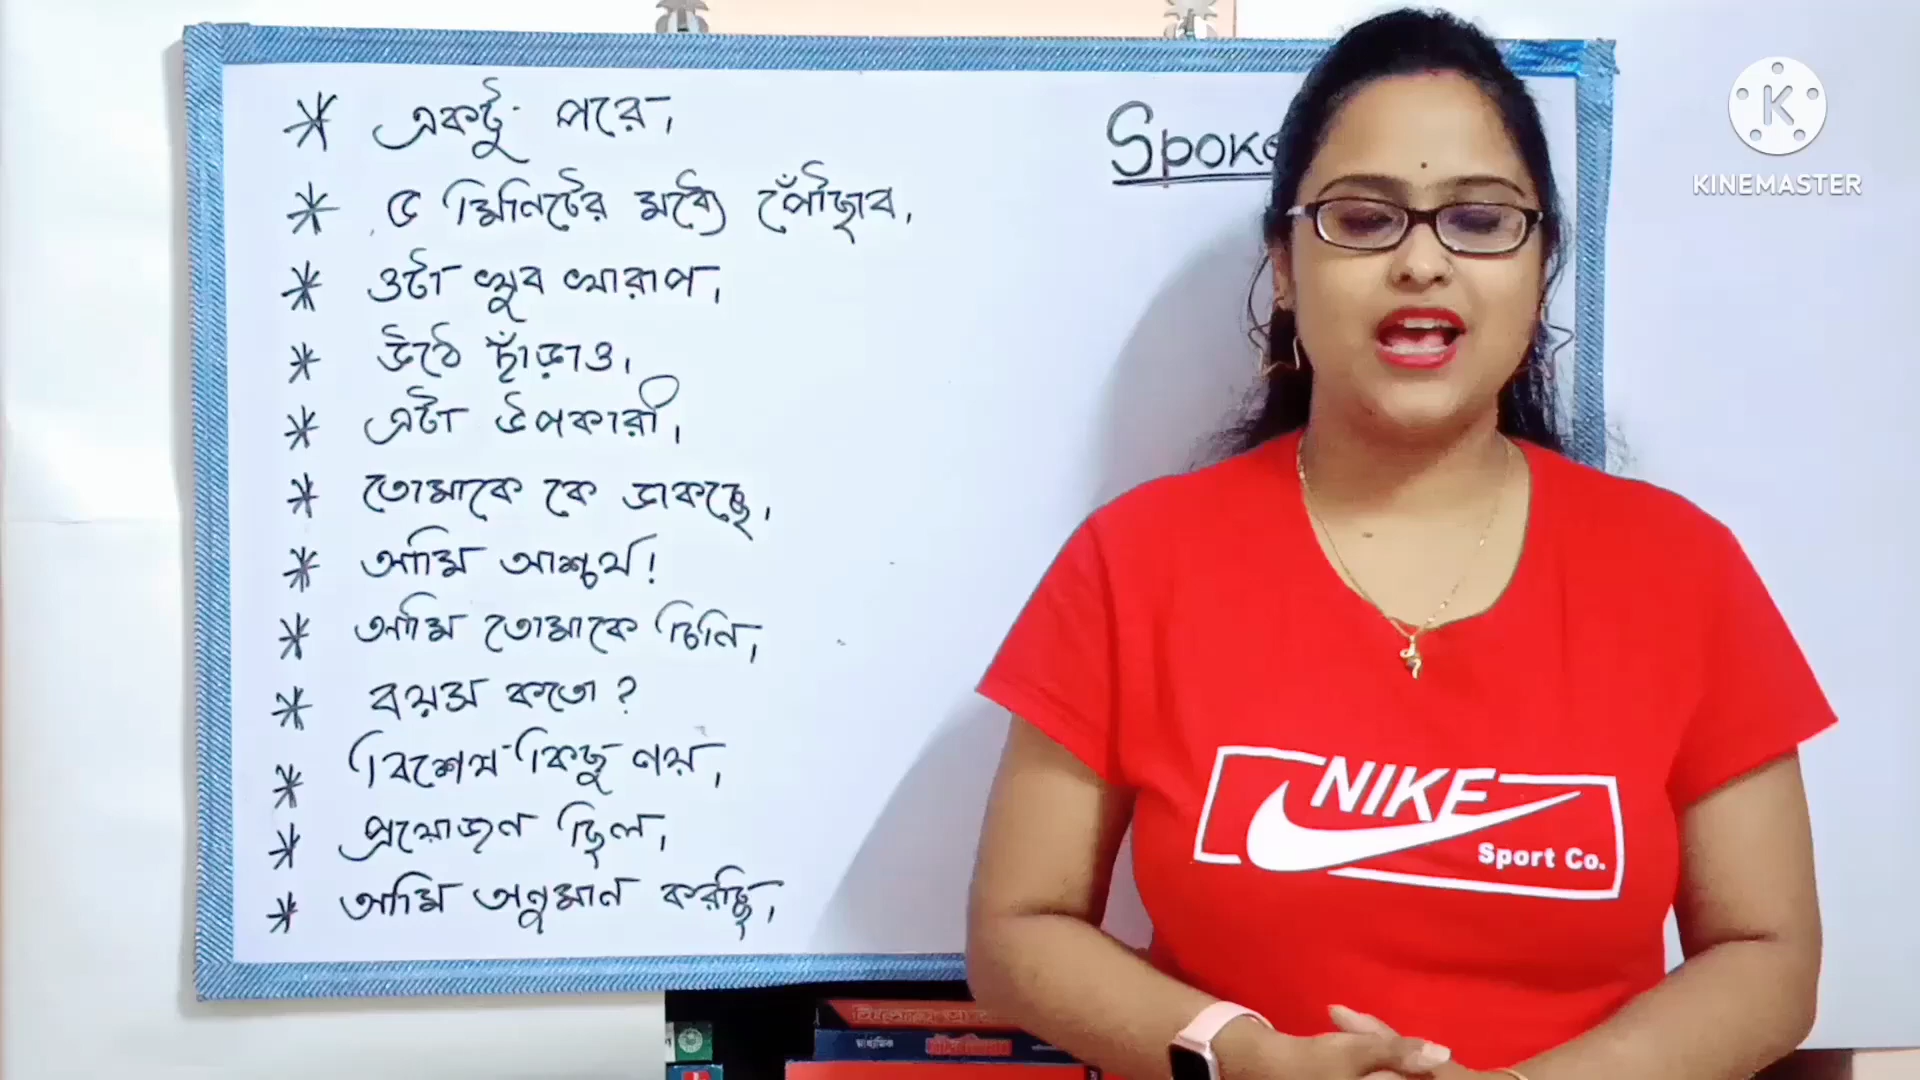 * একটু পরে,
* ৫ মিনিটের মধ্যে পৌঁছাব,
* ওটা খুব খারাপ,
* উঠে দাঁড়াও,
* এটা উপকারী,
* তোমাকে কে ডাকছে,
* আমি আশ্চর্য!
* আমি তোমাকে চিনি,
* বয়স কতো ?
* বিশেষ কিছু নয়,
* প্রয়োজন ছিল,
* আমি অনুমান করছি,
Spoke
K
KINEMASTER
NIKE
Sport Co.
মাধ্যমিক